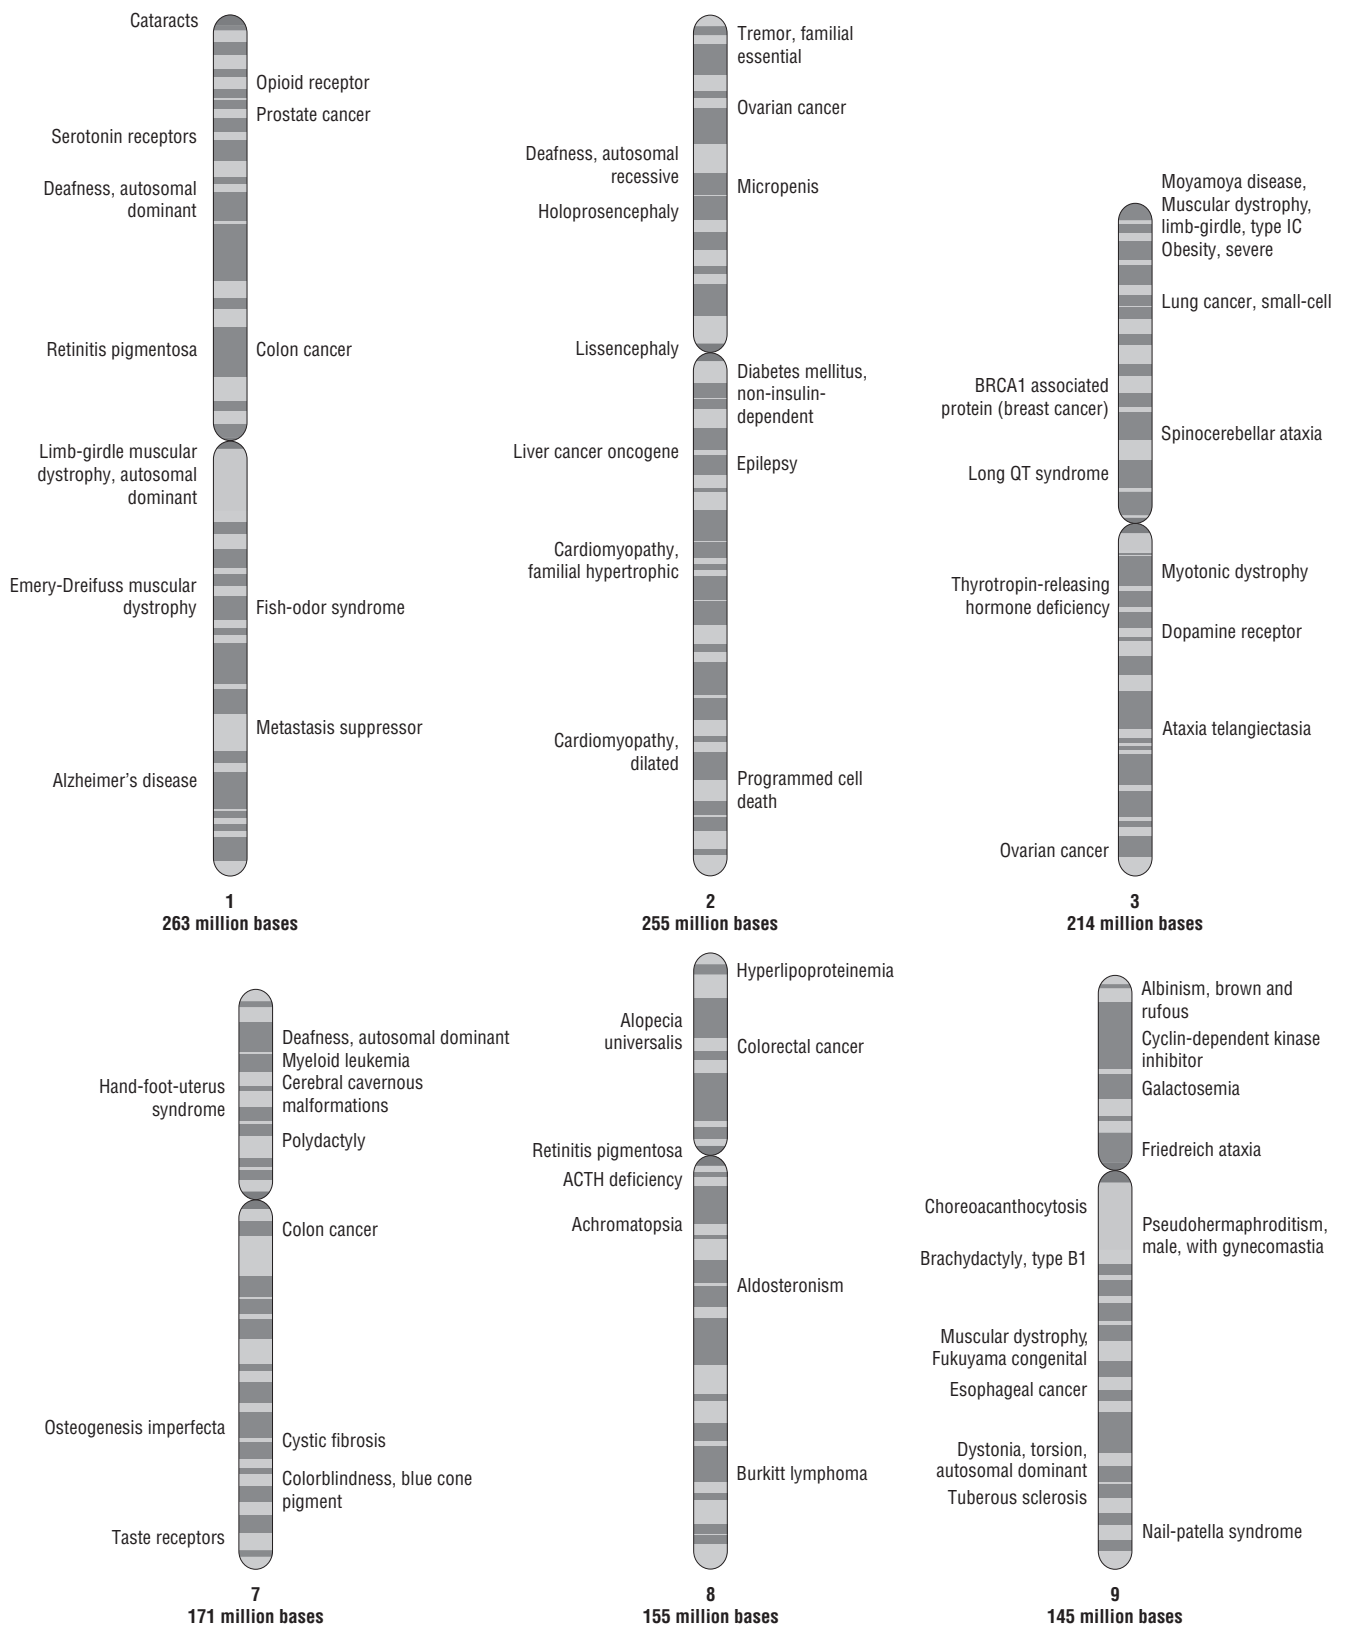 Cataracts
Opioid receptor
Prostate cancer
Serotonin receptors
Deafness, autosomal
dominant
Retinitis pigmentosa
Colon cancer
Limb-girdle muscular
dystrophy, autosomal
dominant
Emery-Dreifuss muscular
dystrophy
Fish-odor syndrome
Metastasis suppressor
Alzheimer's disease
1
263 million bases
Tremor, familial
essential
Ovarian cancer
Deafness, autosomal
recessive
Micropenis
Holoprosencephaly
Lissencephaly
Diabetes mellitus,
non-insulin-
dependent
Liver cancer oncogene
Epilepsy
Cardiomyopathy,
familial hypertrophic
Cardiomyopathy,
dilated
Programmed cell
death
2
255 million bases
Moyamoya disease,
Muscular dystrophy,
limb-girdle, type IC
Obesity, severe
Lung cancer, small-cell
BRCA1 associated
protein (breast cancer)
Spinocerebellar ataxia
Long QT syndrome
Myotonic dystrophy
Thyrotropin-releasing
hormone deficiency
Dopamine receptor
Ataxia telangiectasia
Ovarian cancer
3
214 million bases
Deafness, autosomal dominant
Myeloid leukemia
Cerebral cavernous
malformations
Hand-foot-uterus
syndrome
Polydactyly
Colon cancer
Osteogenesis imperfecta
Cystic fibrosis
Colorblindness, blue cone
pigment
Taste receptors
7
171 million bases
Hyperlipoproteinemia
Alopecia
universalis
Colorectal cancer
Retinitis pigmentosa
ACTH deficiency
Achromatopsia
Aldosteronism
Burkitt lymphoma
8
155 million bases
Albinism, brown and
rufous
Cyclin-dependent kinase
inhibitor
Galactosemia
Friedreich ataxia
Choreoacanthocytosis
Pseudohermaphroditism,
male, with gynecomastia
Brachydactyly, type B1
Muscular dystrophy,
Fukuyama congenital
Esophageal cancer
Dystonia, torsion,
autosomal dominant
Tuberous sclerosis
Nail-patella syndrome
9
145 million bases